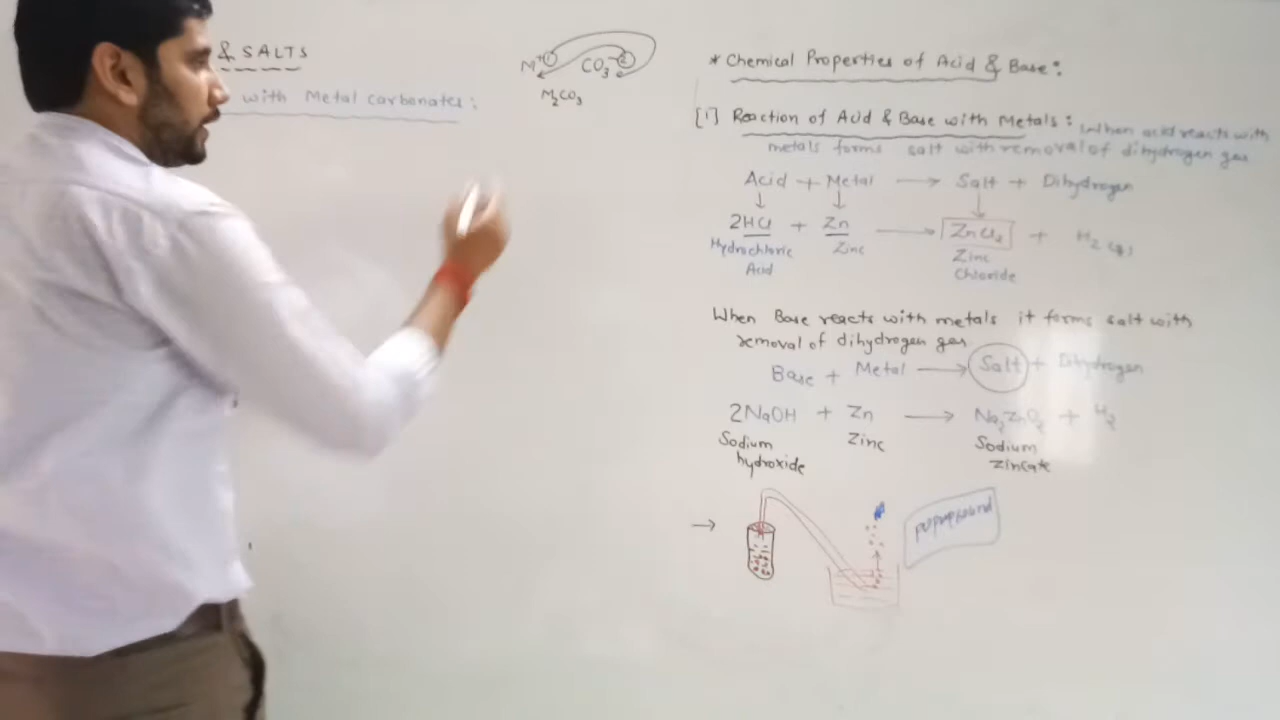 & SALTS
with Metal carbonates:
M+1 CO3-2
M2CO3
* Chemical Properties of Acid & Base:
[1] Reaction of Acid & Base with Metals: When acid reacts with
metals forms salt with removal of dihydrogen gas
Acid + Metal → Salt + Dihydrogen
↓ ↓ ↓
2HCl + Zn → ZnCl2 + H2(g)
Hydrochloric Zinc Zinc
Acid Chloride
When Base reacts with metals it forms salt with
removal of dihydrogen gas
Base + Metal → Salt + Dihydrogen
2NaOH + Zn → Na2ZnO2 + H2
Sodium Zinc Sodium
hydroxide Zincate
→